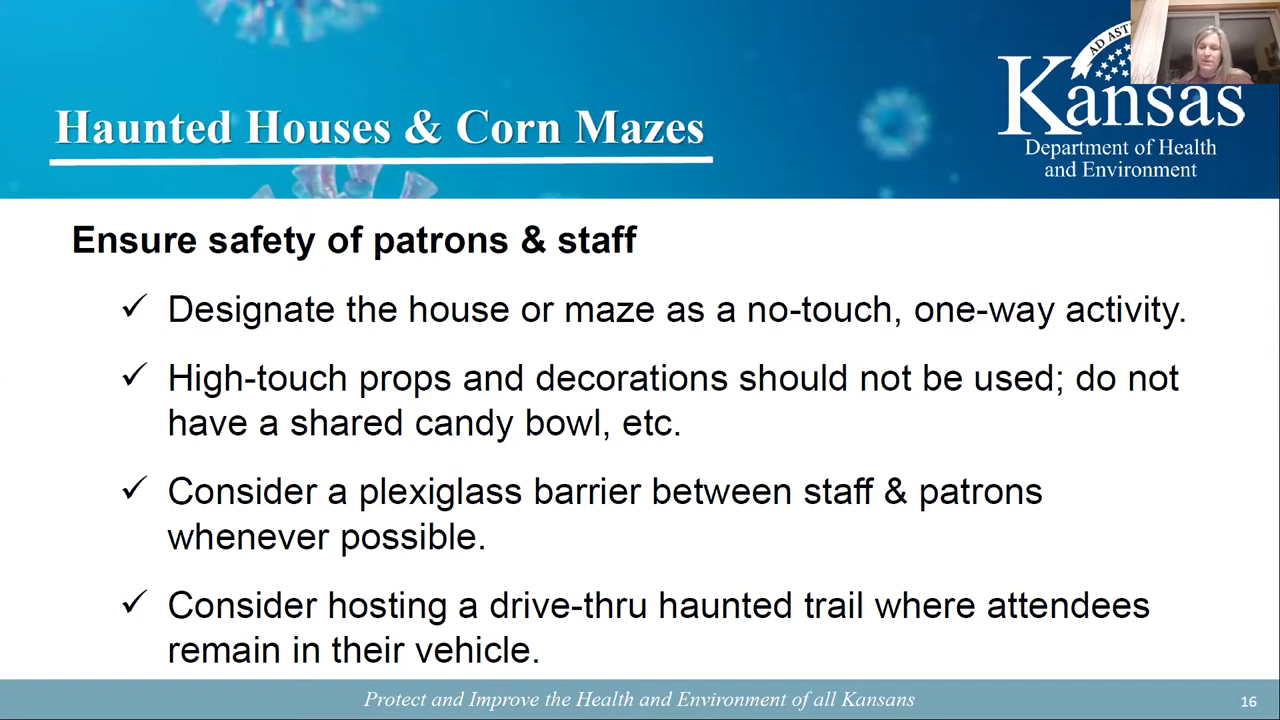 AD AST
Kansas
Department of Health
and Environment
Haunted Houses & Corn Mazes
Ensure safety of patrons & staff
✓ Designate the house or maze as a no-touch, one-way activity.
✓ High-touch props and decorations should not be used; do not
have a shared candy bowl, etc.
✓ Consider a plexiglass barrier between staff & patrons
whenever possible.
✓ Consider hosting a drive-thru haunted trail where attendees
remain in their vehicle.
Protect and Improve the Health and Environment of all Kansans
16